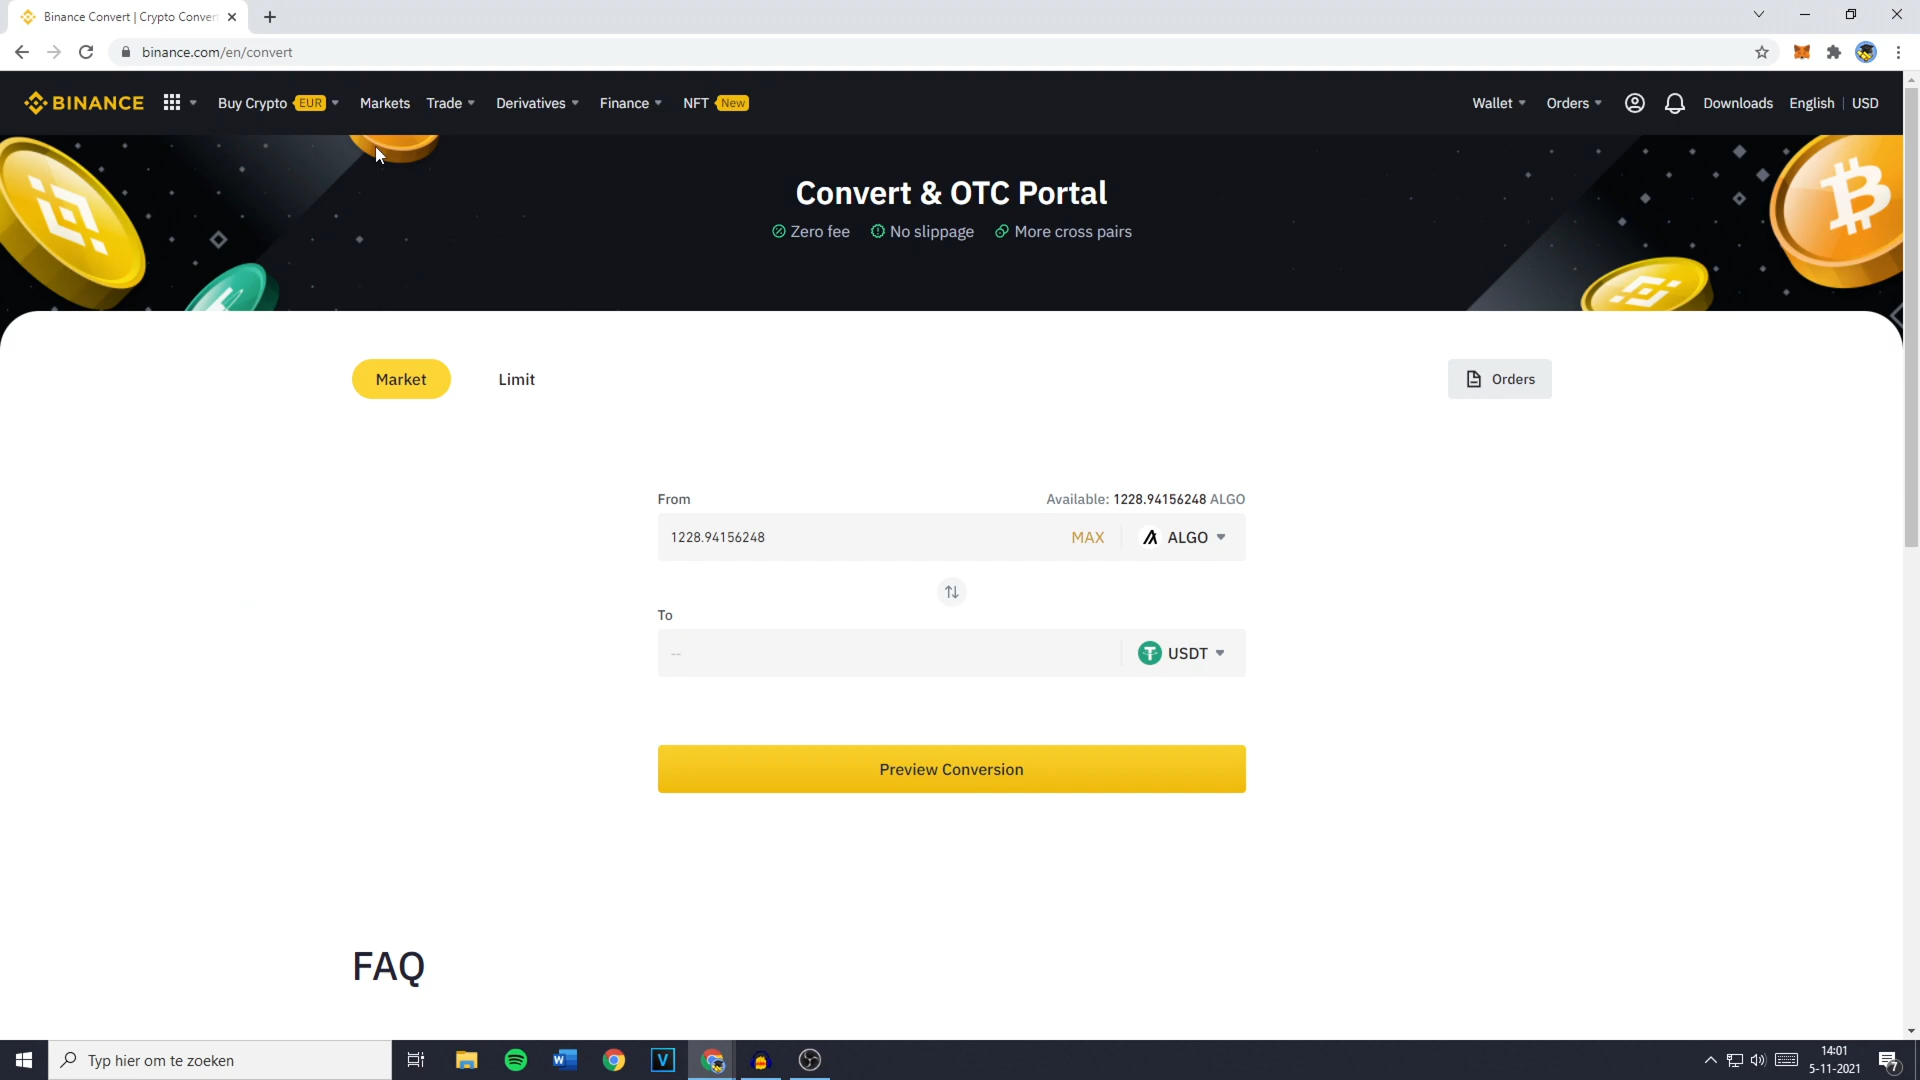 Binance Convert | Crypto Conver
binance.com/en/convert
BINANCE
Buy Crypto EUR Markets Trade Derivatives Finance NFT New
Wallet Orders Downloads English | USD
Convert & OTC Portal
Zero fee No slippage More cross pairs
Market Limit
Orders
From Available: 1228.94156248 ALGO
1228.94156248 MAX ALGO
To
-- USDT
Preview Conversion
FAQ
Typ hier om te zoeken
14:01
5-11-2021
7